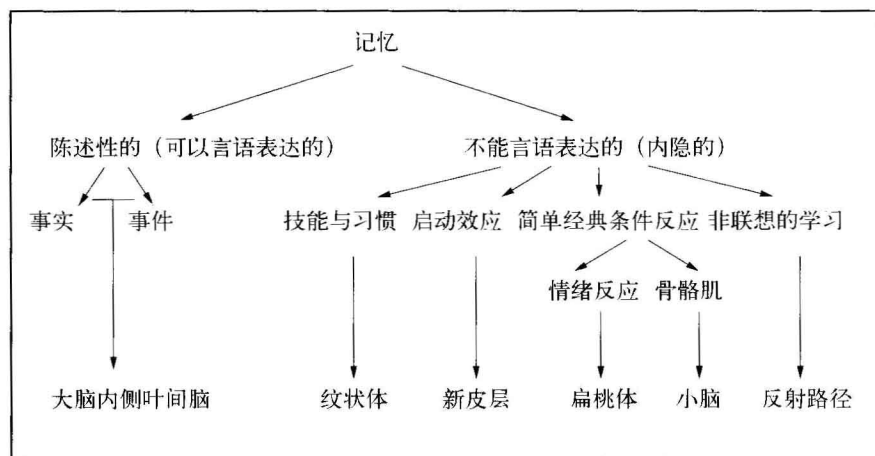 记忆
陈述性的（可以言语表达的） 不能言语表达的（内隐的）
事实 事件 技能与习惯 启动效应 简单经典条件反应 非联想的学习
情绪反应 骨骼肌
大脑内侧叶间脑 纹状体 新皮层 扁桃体 小脑 反射路径